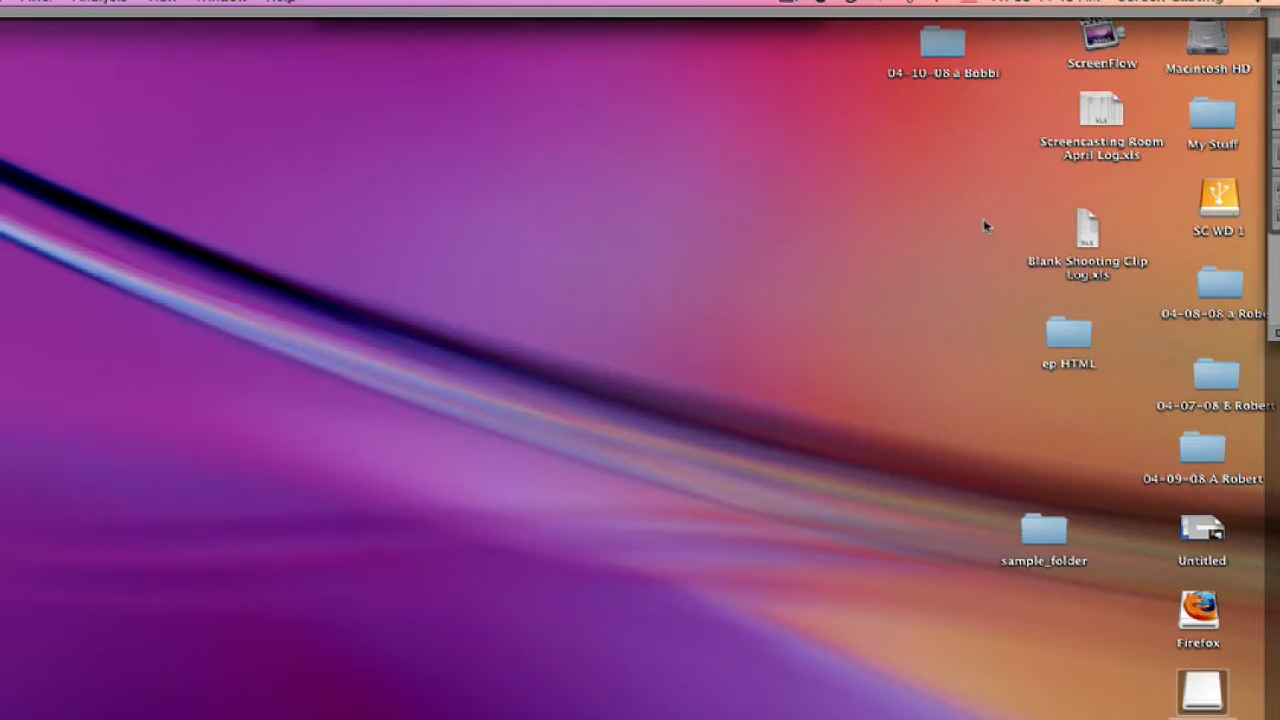 04-10-08 a Bobbi
ScreenFlow
Macintosh HD
XLS
Screencasting Room
April Log.xls
My Stuff
SC WD 1
XLS
Blank Shooting Clip
Log.xls
04-08-08 a Robe
ep HTML
04-07-08 B Robert
04-09-08 A Robert
sample_folder
Untitled
Firefox